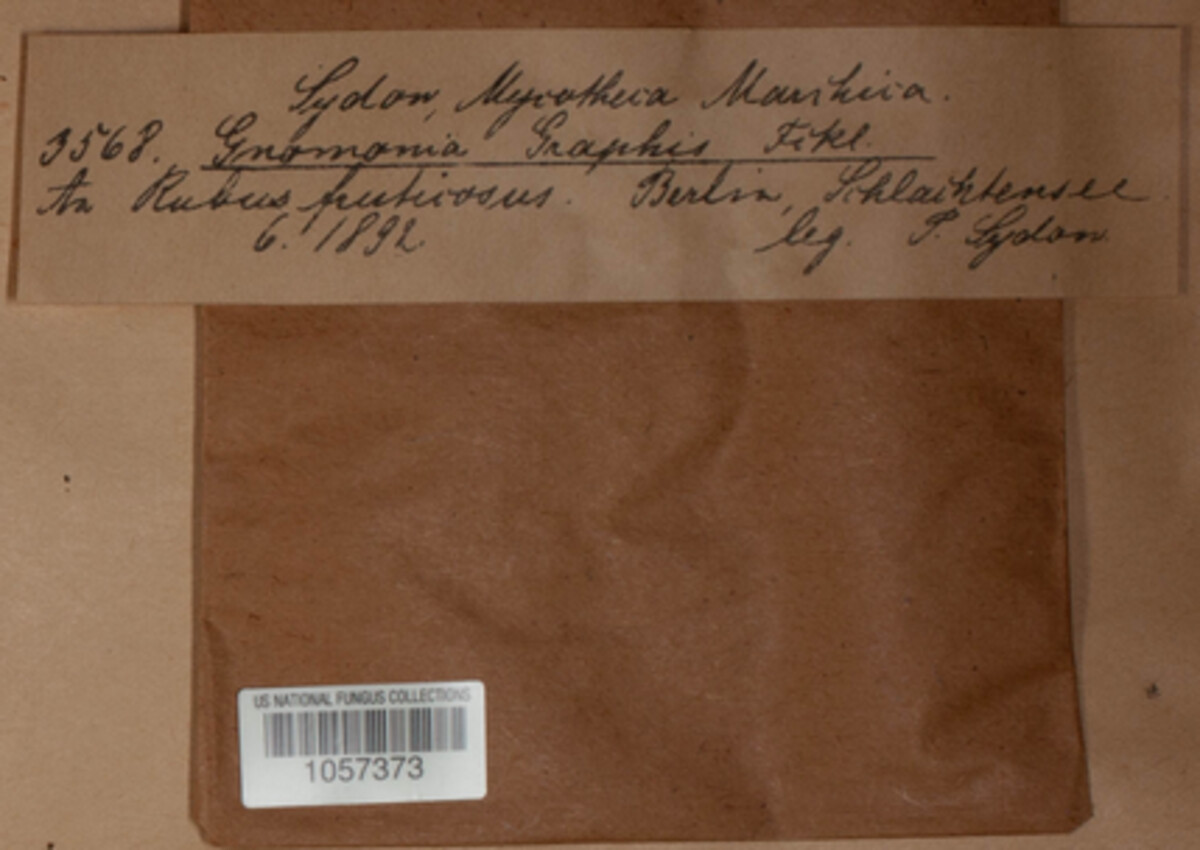 Sydow, Mycotheca Marchica.
3568. Gnomonia Graphis Fckl.
An Rubus fruticosus. Berlin, Schlachtensee.
6. 1892. leg. P. Sydow.
US NATIONAL FUNGUS COLLECTIONS
1057373